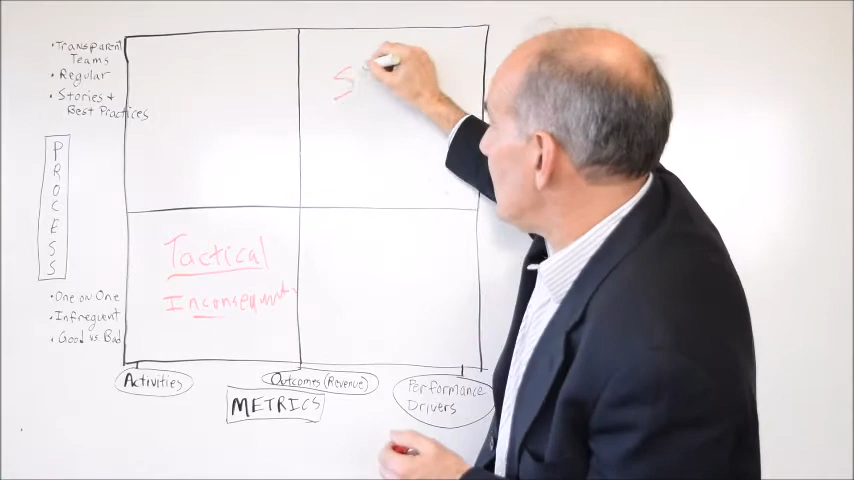 • Transparent
Teams
• Regular
• Stories +
Best Practices
S
PROCESS
Tactical
Inconsequent
• One on One
• Infrequent
• Good vs. Bad
Activities
Outcomes (Revenue)
Performance
Drivers
METRICS